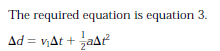 The required equation is equation 3.
Δd = v₁Δt + ½aΔt²